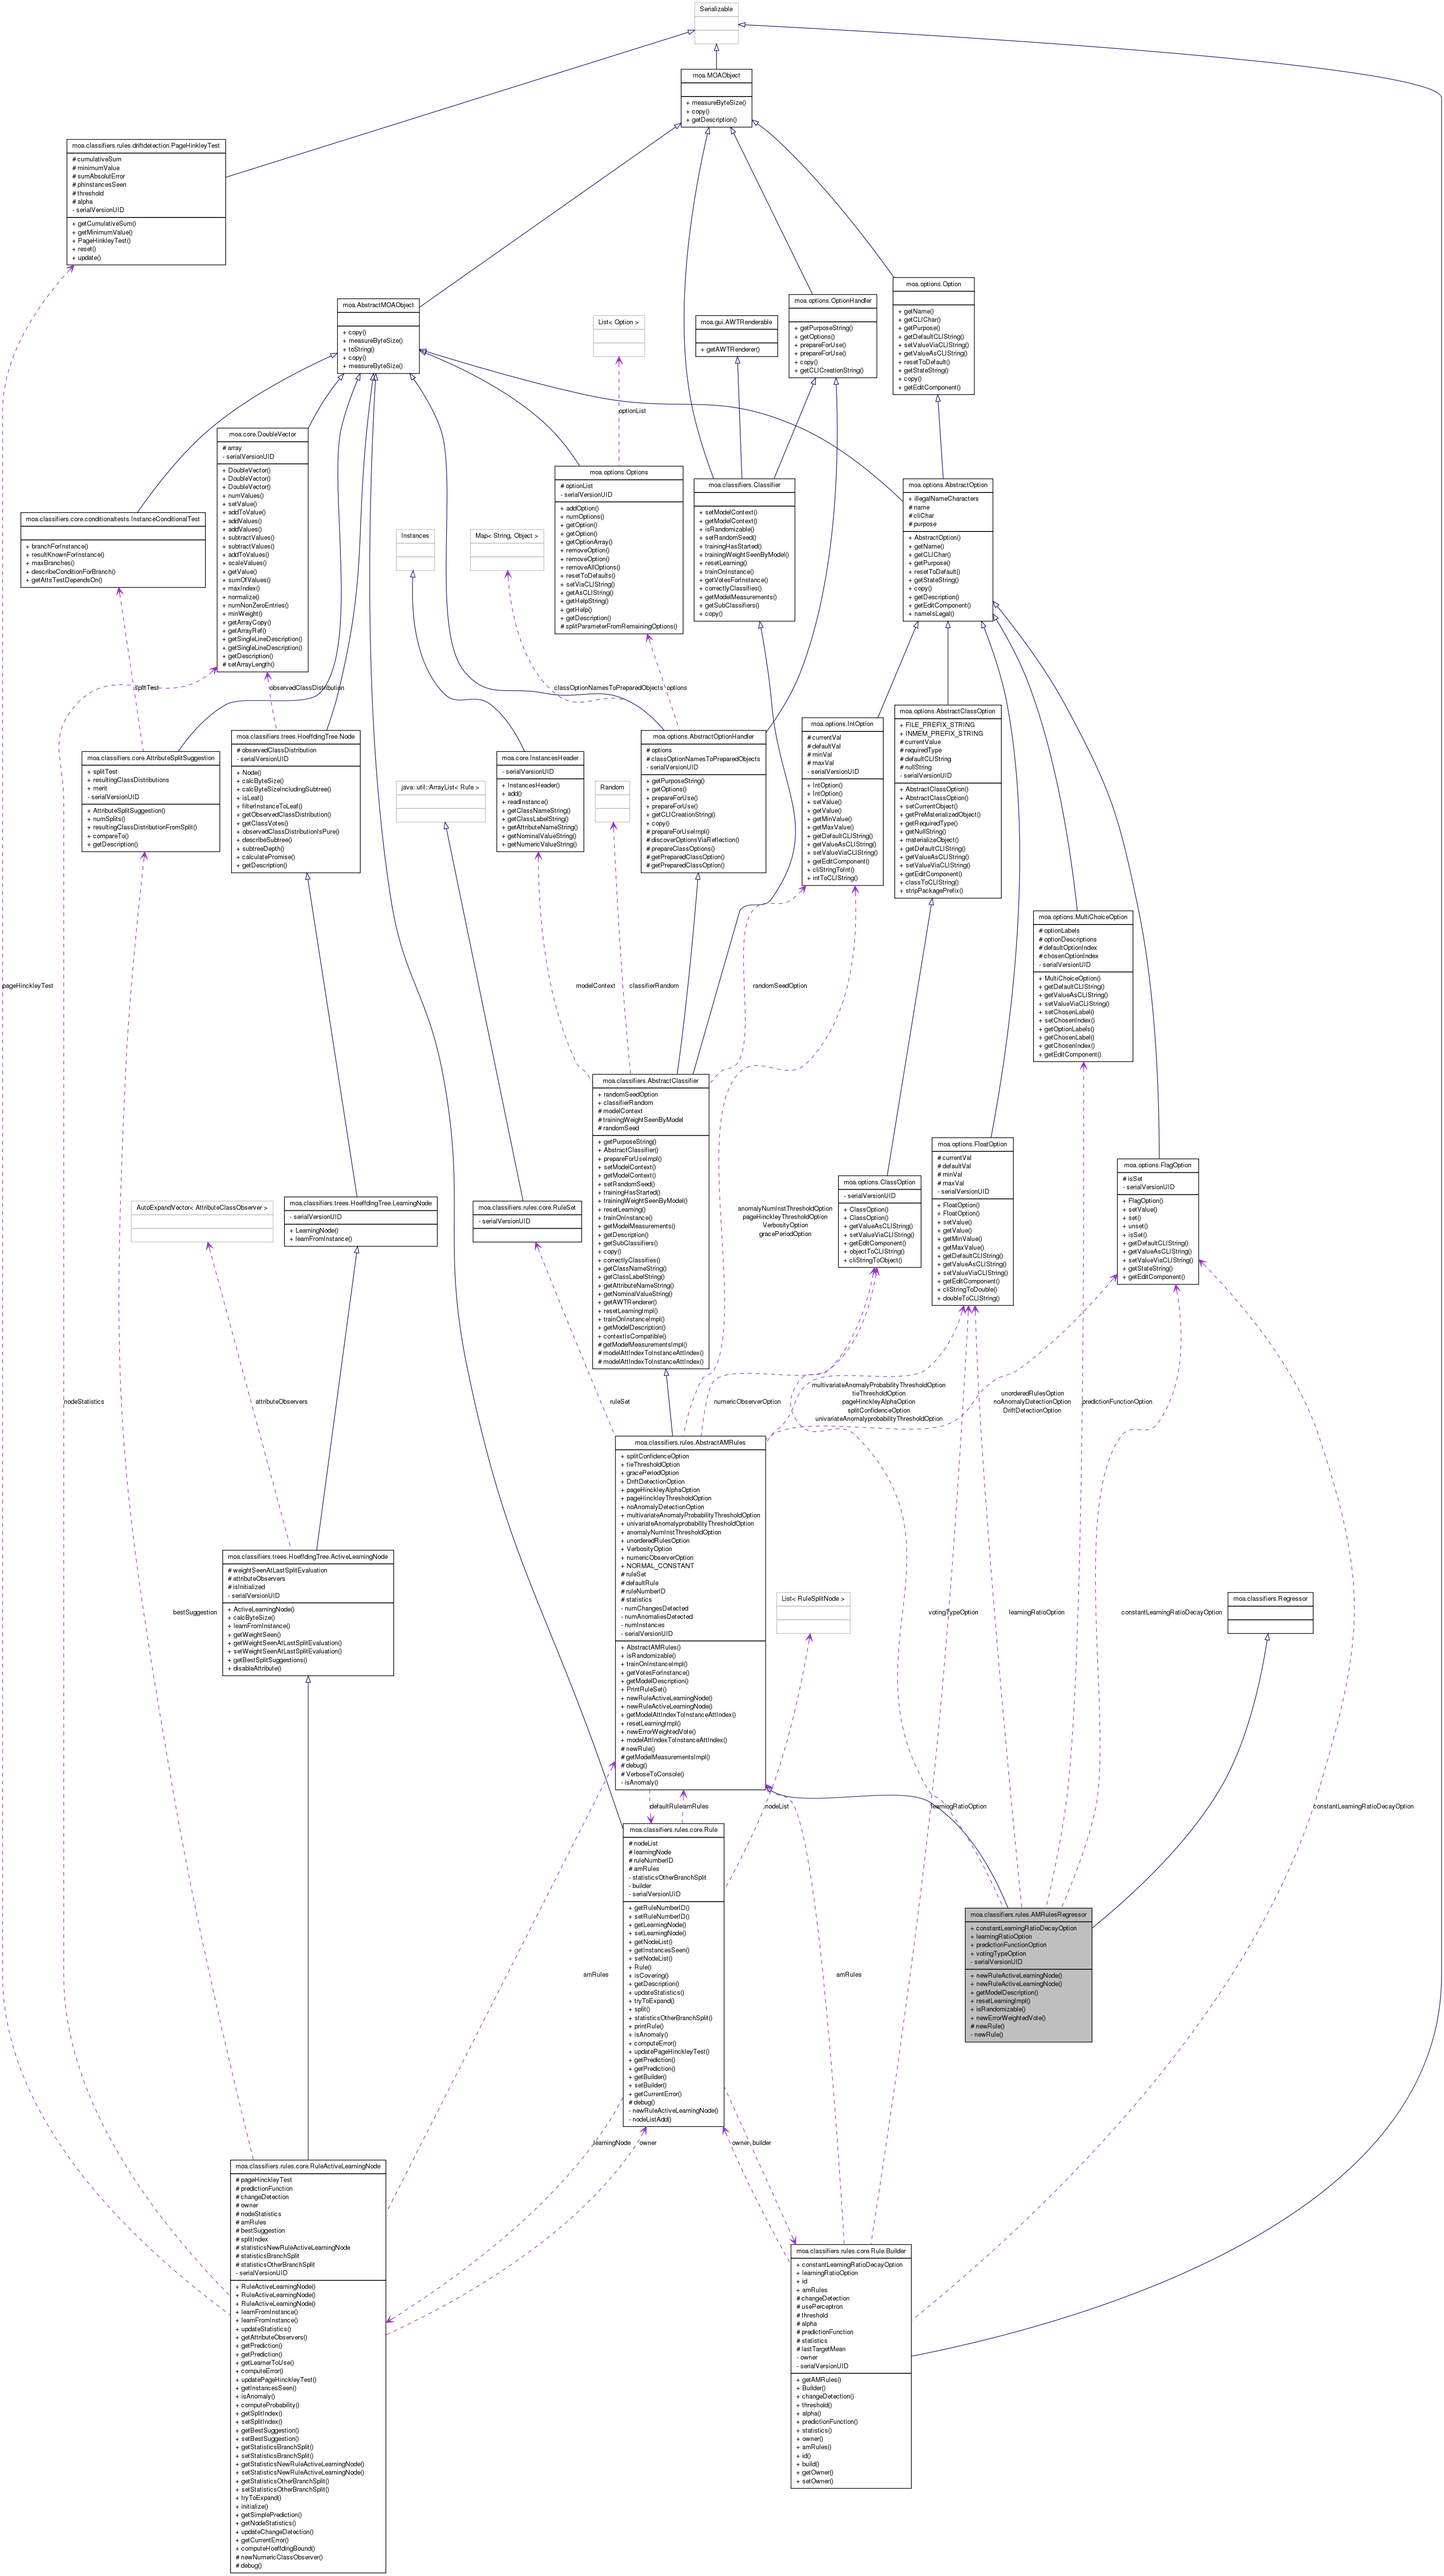 Serializable
moa.MOAObject
+ measureByteSize()
+ copy()
+ getDescription()
moa.classifiers.rules.driftdetection.PageHinkleyTest
# cumulativeSum
# minimumValue
# sumAbsolutError
# phinstancesSeen
# threshold
# alpha
- serialVersionUID
+ getCumulativeSum()
+ getMinimumValue()
+ PageHinkleyTest()
+ reset()
+ update()
moa.options.Option
+ getName()
+ getCLIChar()
+ getPurpose()
+ getDefaultCLIString()
+ setValueViaCLIString()
+ getValueAsCLIString()
+ resetToDefault()
+ getStateString()
+ copy()
+ getEditComponent()
moa.options.OptionHandler
+ getPurposeString()
+ getOptions()
+ prepareForUse()
+ prepareForUse()
+ copy()
+ getCLICreationString()
moa.AbstractMOAObject
+ copy()
+ measureByteSize()
+ toString()
+ copy()
+ measureByteSize()
List< Option >
moa.gui.AWTRenderable
+ getAWTRenderer()
optionList
moa.core.DoubleVector
# array
- serialVersionUID
+ DoubleVector()
+ DoubleVector()
+ DoubleVector()
+ numValues()
+ setValue()
+ addToValue()
+ addValues()
+ addValues()
+ subtractValues()
+ subtractValues()
+ addToValues()
+ scaleValues()
+ getValue()
+ sumOfValues()
+ maxIndex()
+ normalize()
+ numNonZeroEntries()
+ minWeight()
+ getArrayCopy()
+ getArrayRef()
+ getSingleLineDescription()
+ getSingleLineDescription()
+ getDescription()
# setArrayLength()
moa.options.Options
# optionList
- serialVersionUID
+ addOption()
+ numOptions()
+ getOption()
+ getOption()
+ getOptionArray()
+ removeOption()
+ removeOption()
+ removeAllOptions()
+ resetToDefaults()
+ setViaCLIString()
+ getAsCLIString()
+ getHelpString()
+ getHelp()
+ getDescription()
# splitParameterFromRemainingOptions()
moa.classifiers.Classifier
+ setModelContext()
+ getModelContext()
+ isRandomizable()
+ setRandomSeed()
+ trainingHasStarted()
+ trainingWeightSeenByModel()
+ resetLearning()
+ trainOnInstance()
+ getVotesForInstance()
+ correctlyClassifies()
+ getModelMeasurements()
+ getSubClassifiers()
+ copy()
moa.options.AbstractOption
+ illegalNameCharacters
# name
# cliChar
# purpose
+ AbstractOption()
+ getName()
+ getCLIChar()
+ getPurpose()
+ resetToDefault()
+ getStateString()
+ copy()
+ getDescription()
+ getEditComponent()
+ nameIsLegal()
moa.classifiers.core.conditionaltests.InstanceConditionalTest
+ branchForInstance()
+ resultKnownForInstance()
+ maxBranches()
+ describeConditionForBranch()
+ getAttsTestDependsOn()
Instances
Map< String, Object >
splitTest
observedClassDistribution
classOptionNamesToPreparedObjects
options
moa.options.AbstractClassOption
+ FILE_PREFIX_STRING
+ INMEM_PREFIX_STRING
# currentValue
# requiredType
# defaultCLIString
# nullString
- serialVersionUID
+ AbstractClassOption()
+ AbstractClassOption()
+ setCurrentObject()
+ getPreMaterializedObject()
+ getRequiredType()
+ getNullString()
+ materializeObject()
+ getDefaultCLIString()
+ getValueAsCLIString()
+ setValueViaCLIString()
+ getEditComponent()
+ classToCLIString()
+ stripPackagePrefix()
moa.options.IntOption
# currentVal
# defaultVal
# minVal
# maxVal
- serialVersionUID
+ IntOption()
+ IntOption()
+ setValue()
+ getValue()
+ getMinValue()
+ getMaxValue()
+ getDefaultCLIString()
+ getValueAsCLIString()
+ setValueViaCLIString()
+ getEditComponent()
+ cliStringToInt()
+ intToCLIString()
moa.options.AbstractOptionHandler
# options
# classOptionNamesToPreparedObjects
- serialVersionUID
+ getPurposeString()
+ getOptions()
+ prepareForUse()
+ prepareForUse()
+ getCLICreationString()
+ copy()
# prepareForUseImpl()
# discoverOptionsViaReflection()
# prepareClassOptions()
# getPreparedClassOption()
# getPreparedClassOption()
moa.classifiers.trees.HoeffdingTree.Node
# observedClassDistribution
- serialVersionUID
+ Node()
+ calcByteSize()
+ calcByteSizeIncludingSubtree()
+ isLeaf()
+ filterInstanceToLeaf()
+ getObservedClassDistribution()
+ getClassVotes()
+ observedClassDistributionIsPure()
+ describeSubtree()
+ subtreeDepth()
+ calculatePromise()
+ getDescription()
moa.classifiers.core.AttributeSplitSuggestion
+ splitTest
+ resultingClassDistributions
+ merit
- serialVersionUID
+ AttributeSplitSuggestion()
+ numSplits()
+ resultingClassDistributionFromSplit()
+ compareTo()
+ getDescription()
moa.core.InstancesHeader
- serialVersionUID
+ InstancesHeader()
+ add()
+ readInstance()
+ getClassNameString()
+ getClassLabelString()
+ getAttributeNameString()
+ getNominalValueString()
+ getNumericValueString()
java::util::ArrayList< Rule >
Random
moa.options.MultiChoiceOption
# optionLabels
# optionDescriptions
# defaultOptionIndex
# chosenOptionIndex
- serialVersionUID
+ MultiChoiceOption()
+ getDefaultCLIString()
+ getValueAsCLIString()
+ setValueViaCLIString()
+ setChosenLabel()
+ setChosenIndex()
+ getOptionLabels()
+ getChosenLabel()
+ getChosenIndex()
+ getEditComponent()
pageHinckleyTest
modelContext
classifierRandom
randomSeedOption
moa.classifiers.AbstractClassifier
+ randomSeedOption
+ classifierRandom
# modelContext
# trainingWeightSeenByModel
# randomSeed
+ getPurposeString()
+ AbstractClassifier()
+ prepareForUseImpl()
+ setModelContext()
+ getModelContext()
+ setRandomSeed()
+ trainingHasStarted()
+ trainingWeightSeenByModel()
+ resetLearning()
+ trainOnInstance()
+ getModelMeasurements()
+ getDescription()
+ getSubClassifiers()
+ copy()
+ correctlyClassifies()
+ getClassNameString()
+ getClassLabelString()
+ getAttributeNameString()
+ getNominalValueString()
+ getAWTRenderer()
+ resetLearningImpl()
+ trainOnInstanceImpl()
+ getModelDescription()
+ contextIsCompatible()
# getModelMeasurementsImpl()
# modelAttIndexToInstanceAttIndex()
# modelAttIndexToInstanceAttIndex()
moa.options.FloatOption
# currentVal
# defaultVal
# minVal
# maxVal
- serialVersionUID
+ FloatOption()
+ FloatOption()
+ setValue()
+ getValue()
+ getMinValue()
+ getMaxValue()
+ getDefaultCLIString()
+ getValueAsCLIString()
+ setValueViaCLIString()
+ getEditComponent()
+ cliStringToDouble()
+ doubleToCLIString()
moa.options.FlagOption
# isSet
- serialVersionUID
+ FlagOption()
+ setValue()
+ set()
+ unset()
+ isSet()
+ getDefaultCLIString()
+ getValueAsCLIString()
+ setValueViaCLIString()
+ getStateString()
+ getEditComponent()
moa.options.ClassOption
- serialVersionUID
+ ClassOption()
+ ClassOption()
+ getValueAsCLIString()
+ setValueViaCLIString()
+ getEditComponent()
+ objectToCLIString()
+ cliStringToObject()
AutoExpandVector< AttributeClassObserver >
moa.classifiers.trees.HoeffdingTree.LearningNode
- serialVersionUID
+ LearningNode()
+ learnFromInstance()
moa.classifiers.rules.core.RuleSet
- serialVersionUID
anomalyNumInstThresholdOption
pageHinckleyThresholdOption
VerbosityOption
gracePeriodOption
nodeStatistics
attributeObservers
ruleSet
numericObserverOption
multivariateAnomalyProbabilityThresholdOption
tieThresholdOption
pageHinckleyAlphaOption
splitConfidenceOption
univariateAnomalyprobabilityThresholdOption
unorderedRulesOption
noAnomalyDetectionOption
DriftDetectionOption
predictionFunctionOption
moa.classifiers.rules.AbstractAMRules
+ splitConfidenceOption
+ tieThresholdOption
+ gracePeriodOption
+ DriftDetectionOption
+ pageHinckleyAlphaOption
+ pageHinckleyThresholdOption
+ noAnomalyDetectionOption
+ multivariateAnomalyProbabilityThresholdOption
+ univariateAnomalyprobabilityThresholdOption
+ anomalyNumInstThresholdOption
+ unorderedRulesOption
+ VerbosityOption
+ numericObserverOption
+ NORMAL_CONSTANT
# ruleSet
# defaultRule
# ruleNumberID
# statistics
- numChangesDetected
- numAnomaliesDetected
- numInstances
- serialVersionUID
+ AbstractAMRules()
+ isRandomizable()
+ trainOnInstanceImpl()
+ getVotesForInstance()
+ getModelDescription()
+ PrintRuleSet()
+ newRuleActiveLearningNode()
+ newRuleActiveLearningNode()
+ getModelAttIndexToInstanceAttIndex()
+ resetLearningImpl()
+ newErrorWeightedVote()
+ modelAttIndexToInstanceAttIndex()
# newRule()
# getModelMeasurementsImpl()
# debug()
# VerboseToConsole()
- isAnomaly()
moa.classifiers.trees.HoeffdingTree.ActiveLearningNode
# weightSeenAtLastSplitEvaluation
# attributeObservers
# isInitialized
- serialVersionUID
+ ActiveLearningNode()
+ calcByteSize()
+ learnFromInstance()
+ getWeightSeen()
+ getWeightSeenAtLastSplitEvaluation()
+ setWeightSeenAtLastSplitEvaluation()
+ getBestSplitSuggestions()
+ disableAttribute()
bestSuggestion
List< RuleSplitNode >
votingTypeOption
learningRatioOption
constantLearningRatioDecayOption
moa.classifiers.Regressor
defaultRule
amRules
nodeList
learningRatioOption
constantLearningRatioDecayOption
moa.classifiers.rules.core.Rule
# nodeList
# learningNode
# ruleNumberID
# amRules
- statisticsOtherBranchSplit
- builder
- serialVersionUID
+ getRuleNumberID()
+ setRuleNumberID()
+ getLearningNode()
+ setLearningNode()
+ getNodeList()
+ getInstancesSeen()
+ setNodeList()
+ Rule()
+ isCovering()
+ getDescription()
+ updateStatistics()
+ tryToExpand()
+ split()
+ statisticsOtherBranchSplit()
+ printRule()
+ isAnomaly()
+ computeError()
+ updatePageHinckleyTest()
+ getPrediction()
+ getPrediction()
+ getBuilder()
+ setBuilder()
+ getCurrentError()
# debug()
- newRuleActiveLearningNode()
- nodeListAdd()
moa.classifiers.rules.AMRulesRegressor
+ constantLearningRatioDecayOption
+ learningRatioOption
+ predictionFunctionOption
+ votingTypeOption
- serialVersionUID
+ newRuleActiveLearningNode()
+ newRuleActiveLearningNode()
+ getModelDescription()
+ resetLearningImpl()
+ isRandomizable()
+ newErrorWeightedVote()
# newRule()
- newRule()
amRules
amRules
learningNode
owner
owner
builder
moa.classifiers.rules.core.RuleActiveLearningNode
# pageHinckleyTest
# predictionFunction
# changeDetection
# owner
# nodeStatistics
# amRules
# bestSuggestion
# splitIndex
# statisticsNewRuleActiveLearningNode
# statisticsBranchSplit
# statisticsOtherBranchSplit
- serialVersionUID
+ RuleActiveLearningNode()
+ RuleActiveLearningNode()
+ RuleActiveLearningNode()
+ learnFromInstance()
+ learnFromInstance()
+ updateStatistics()
+ getAttributeObservers()
+ getPrediction()
+ getPrediction()
+ getLearnerToUse()
+ computeError()
+ updatePageHinckleyTest()
+ getInstancesSeen()
+ isAnomaly()
+ computeProbability()
+ getSplitIndex()
+ setSplitIndex()
+ getBestSuggestion()
+ setBestSuggestion()
+ getStatisticsBranchSplit()
+ setStatisticsBranchSplit()
+ getStatisticsNewRuleActiveLearningNode()
+ setStatisticsNewRuleActiveLearningNode()
+ getStatisticsOtherBranchSplit()
+ setStatisticsOtherBranchSplit()
+ tryToExpand()
+ initialize()
+ getSimplePrediction()
+ getNodeStatistics()
+ updateChangeDetection()
+ getCurrentError()
+ computeHoeffdingBound()
# newNumericClassObserver()
# debug()
moa.classifiers.rules.core.Rule.Builder
+ constantLearningRatioDecayOption
+ learningRatioOption
+ id
+ amRules
# changeDetection
# usePerceptron
# threshold
# alpha
# predictionFunction
# statistics
# lastTargetMean
- owner
- serialVersionUID
+ getAMRules()
+ Builder()
+ changeDetection()
+ threshold()
+ alpha()
+ predictionFunction()
+ statistics()
+ owner()
+ amRules()
+ id()
+ build()
+ getOwner()
+ setOwner()